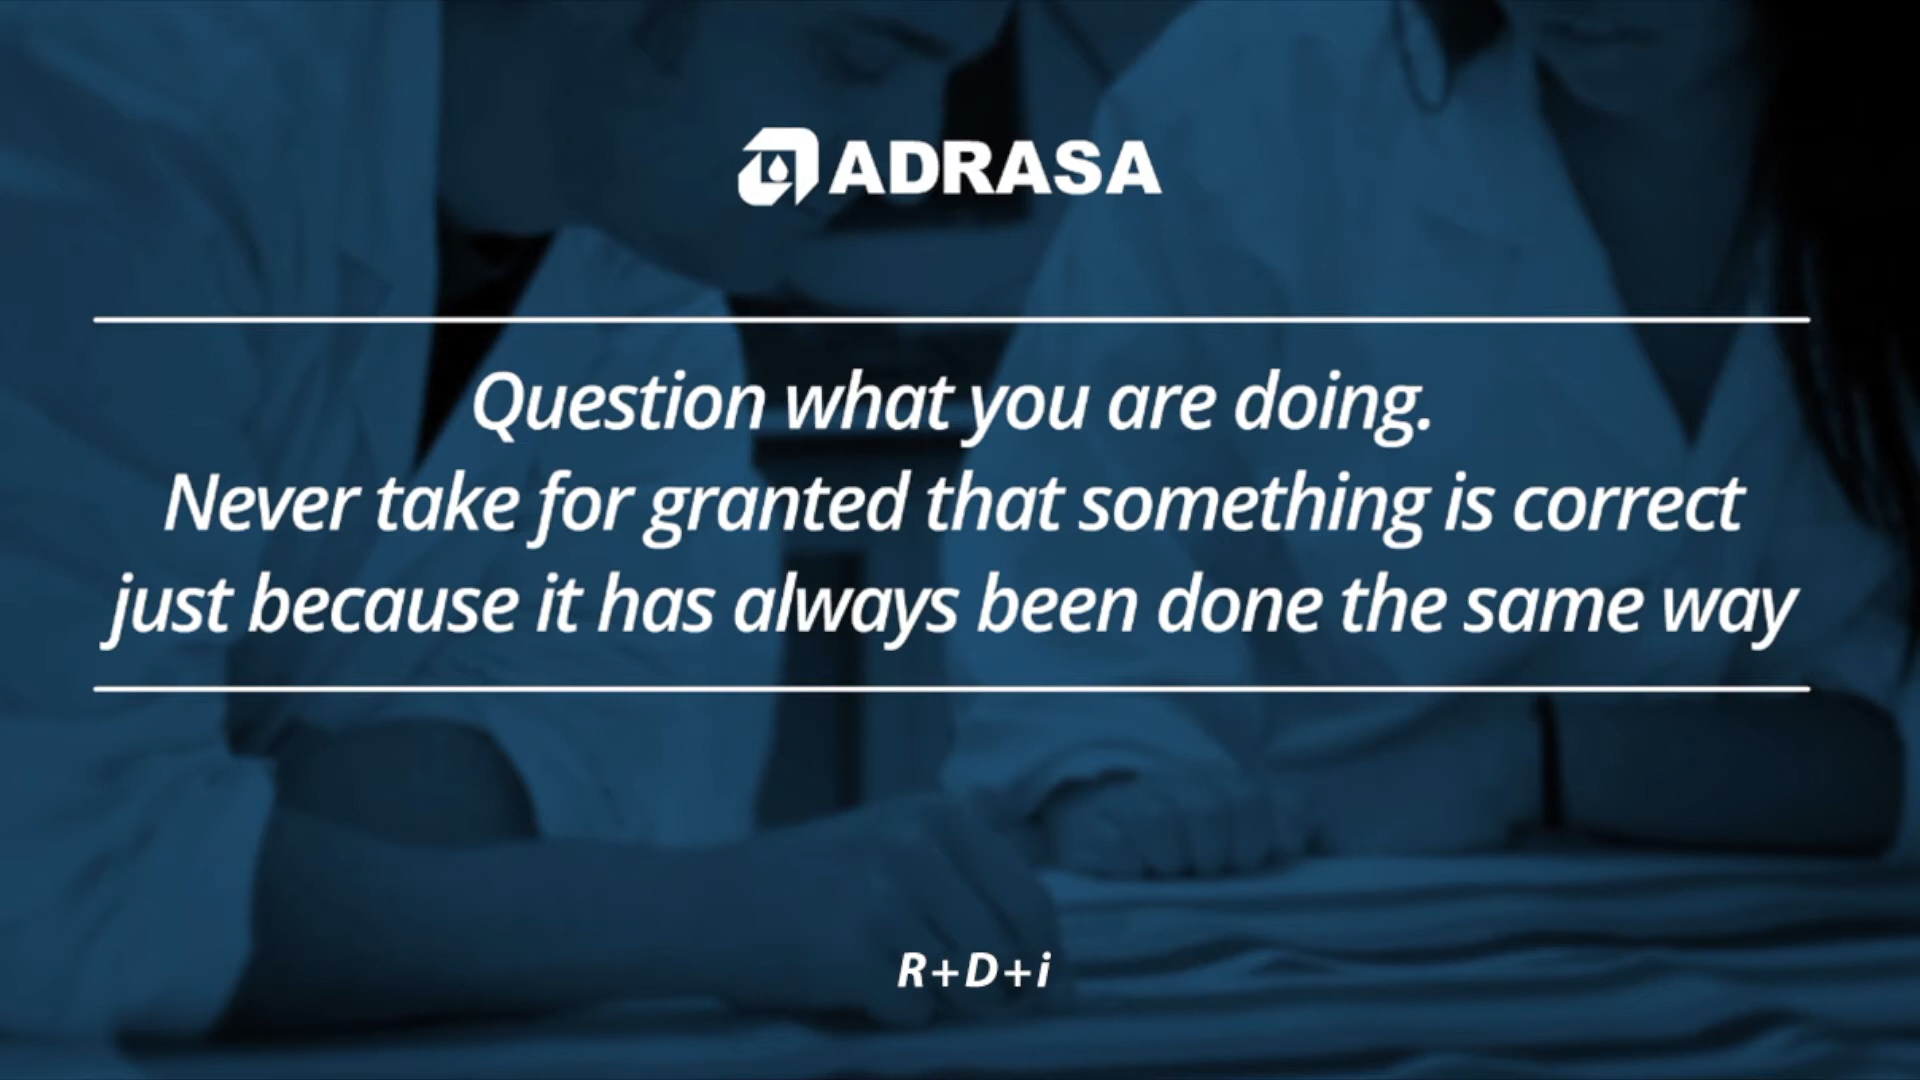 ADRASA
Question what you are doing.
Never take for granted that something is correct
just because it has always been done the same way
R+D+i